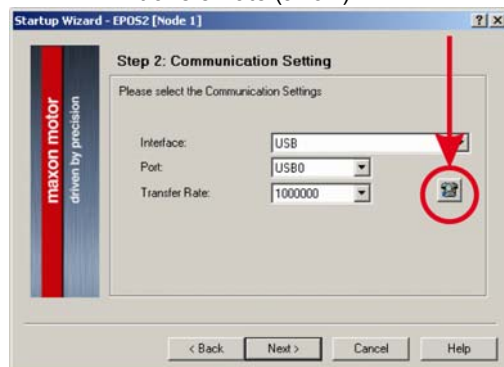 Startup Wizard - EPOS2 [Node 1]
Step 2: Communication Setting
Please select the Communication Settings
maxon motor
driven by precision
Interface: USB
Port: USB0
Transfer Rate: 1000000
< Back Next > Cancel Help